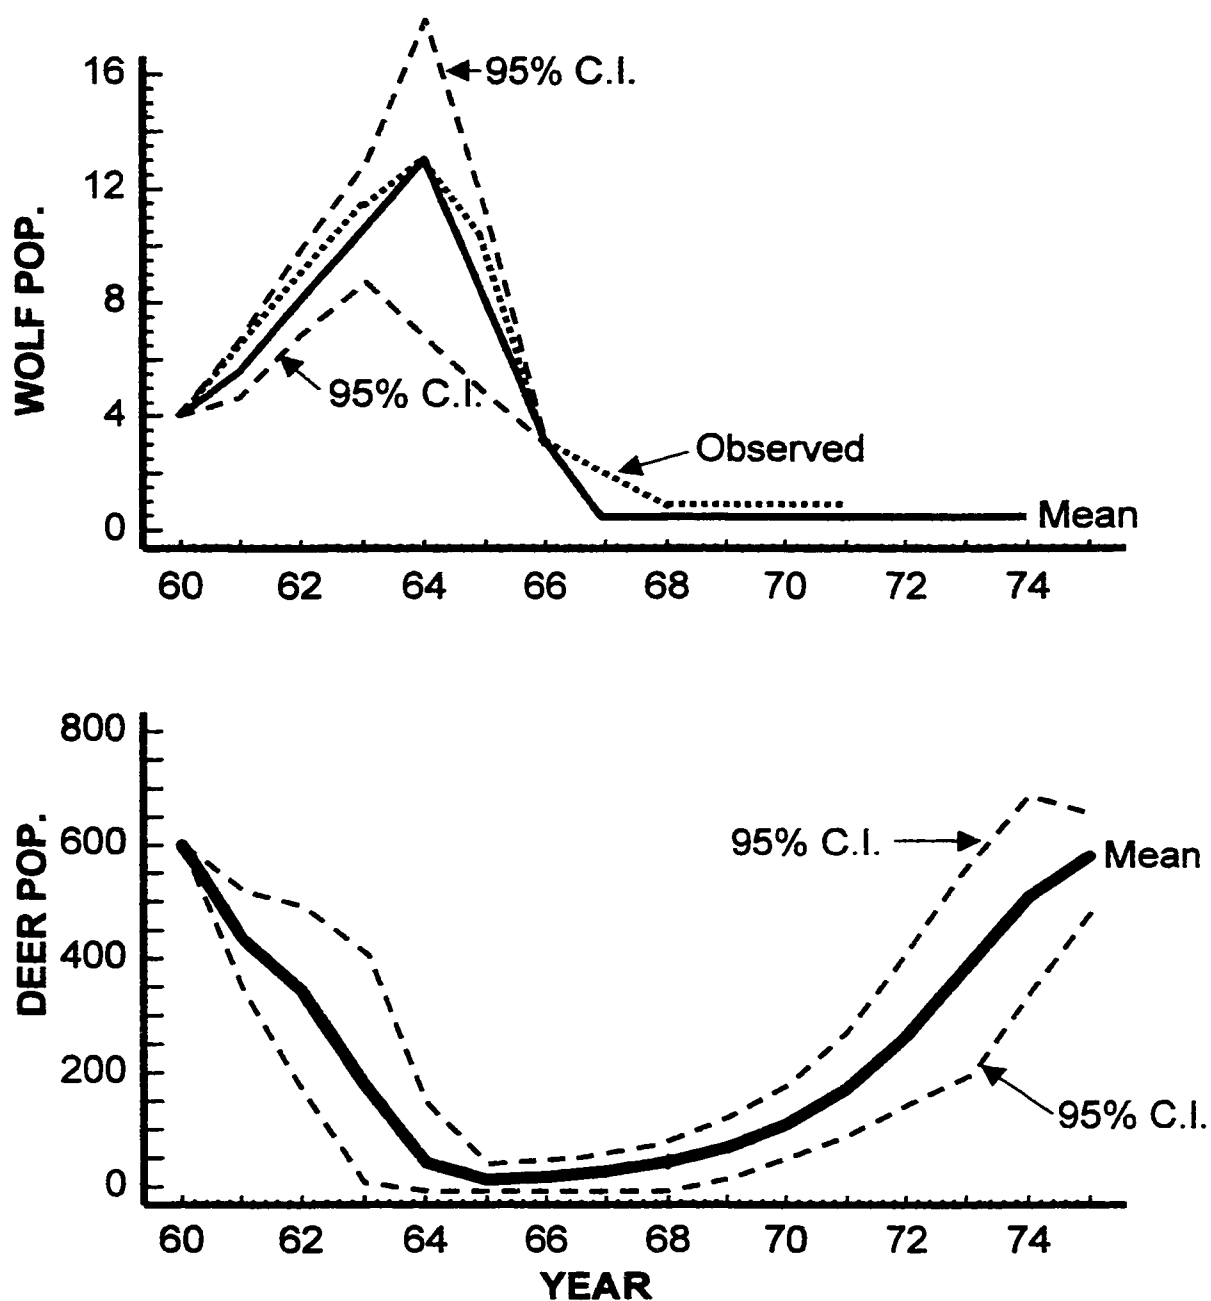 16
95% C.I.
12
WOLF POP.
8
95% C.I.
4
Observed
0
Mean
60 62 64 66 68 70 72 74
800
DEER POP.
600
95% C.I.
Mean
400
200
95% C.I.
0
60 62 64 66 68 70 72 74
YEAR